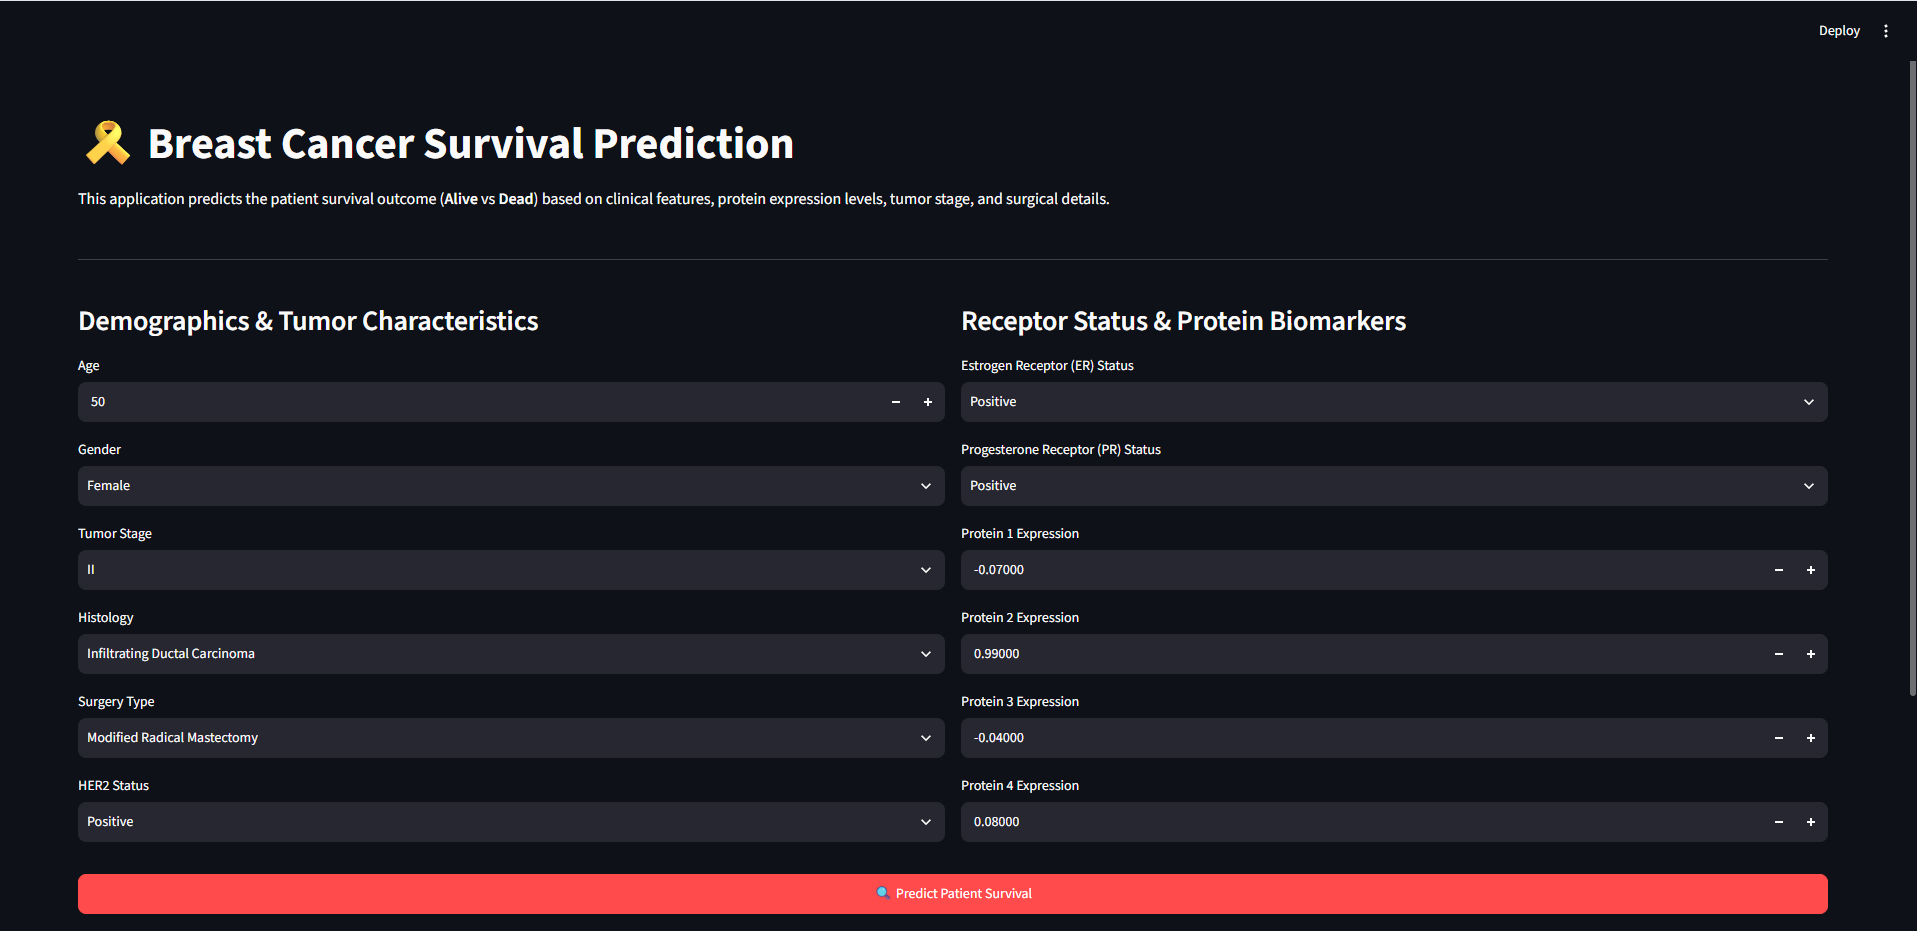 Deploy
Breast Cancer Survival Prediction
This application predicts the patient survival outcome (Alive vs Dead) based on clinical features, protein expression levels, tumor stage, and surgical details.
Demographics & Tumor Characteristics
Age
50
Gender
Female
Tumor Stage
II
Histology
Infiltrating Ductal Carcinoma
Surgery Type
Modified Radical Mastectomy
HER2 Status
Positive
Receptor Status & Protein Biomarkers
Estrogen Receptor (ER) Status
Positive
Progesterone Receptor (PR) Status
Positive
Protein 1 Expression
-0.07000
Protein 2 Expression
0.99000
Protein 3 Expression
-0.04000
Protein 4 Expression
0.08000
Predict Patient Survival